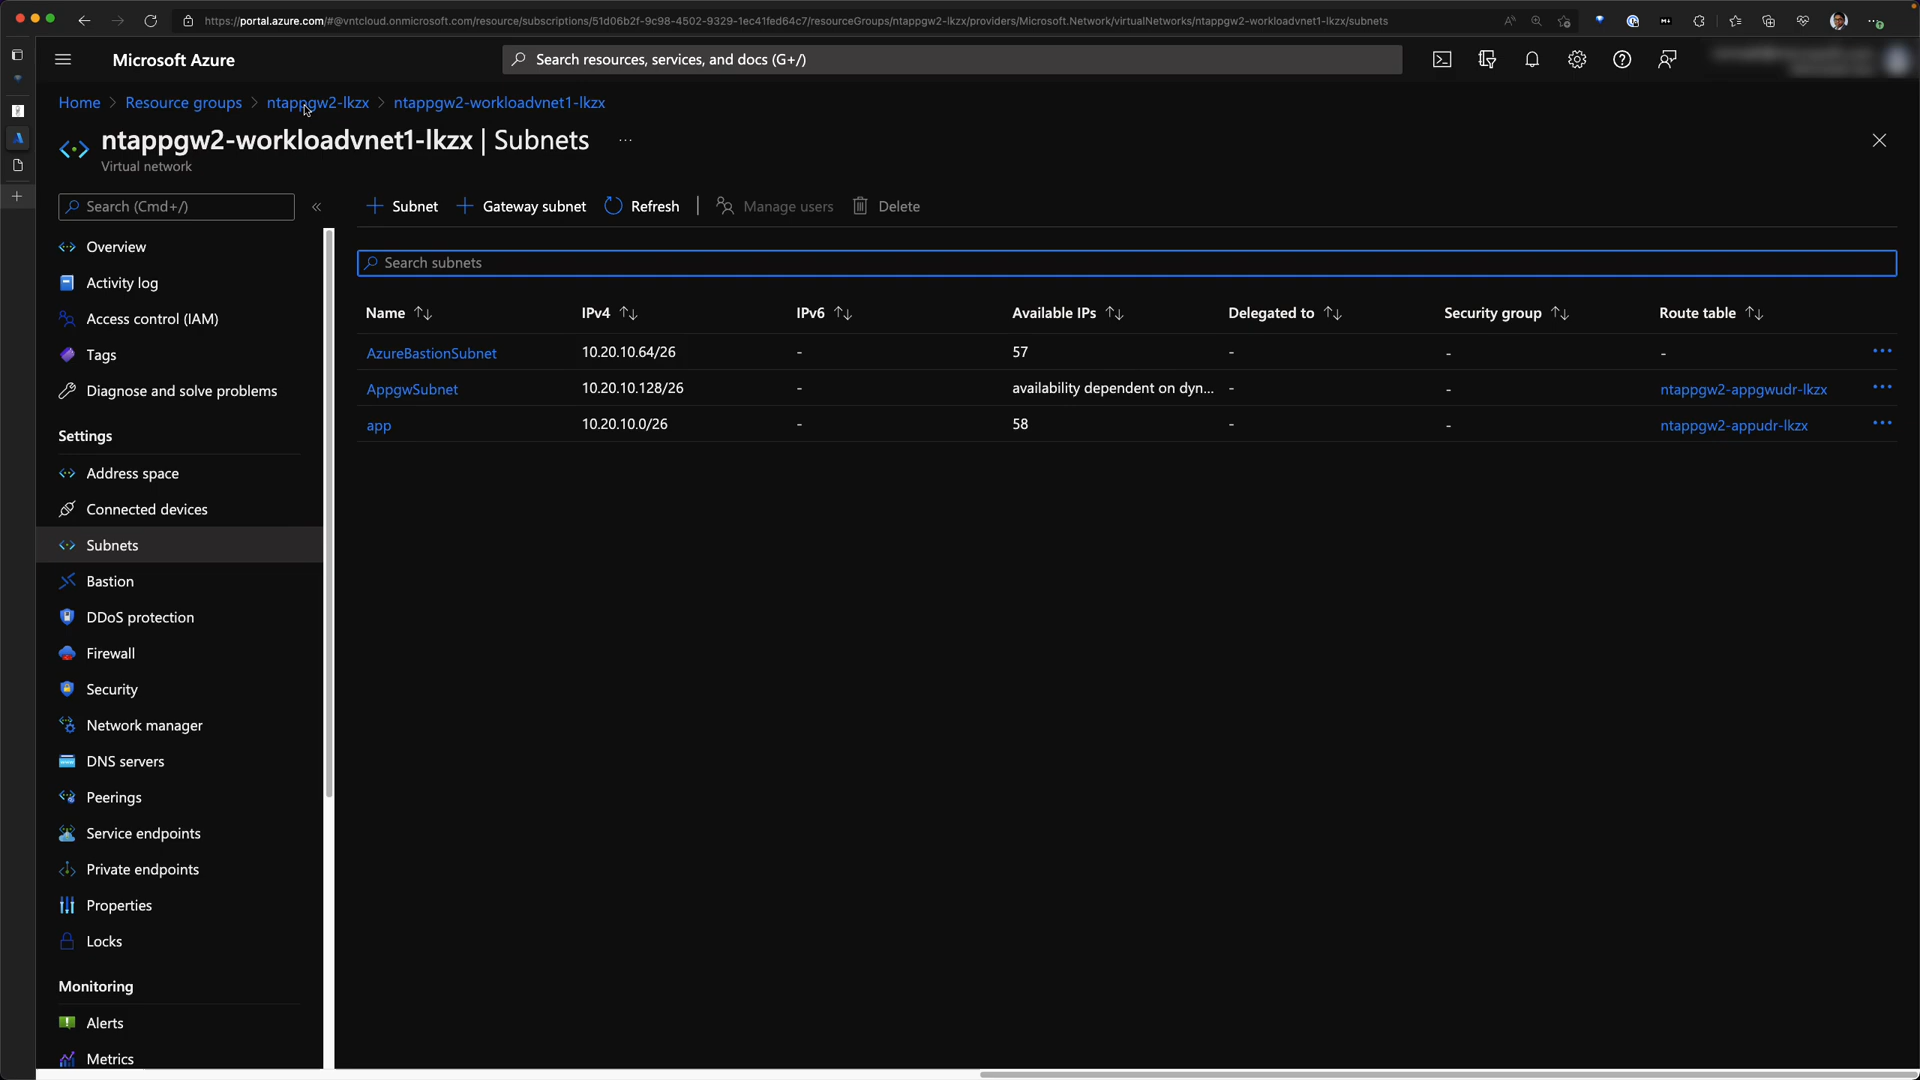 https://portal.azure.com/#@vntcloud.onmicrosoft.com/resource/subscriptions/51d06b2f-9c98-4502-9329-1ec41fed64c7/resourceGroups/ntappgw2-lkzx/providers/Microsoft.Network/virtualNetworks/ntappgw2-workloadvnet1-lkzx/subnets
Microsoft Azure
Search resources, services, and docs (G+/)
Home > Resource groups > ntappgw2-lkzx > ntappgw2-workloadvnet1-lkzx
ntappgw2-workloadvnet1-lkzx | Subnets ...
Virtual network
Search (Cmd+/) «
+ Subnet + Gateway subnet Refresh | Manage users Delete
Search subnets
Name IPv4 IPv6 Available IPs Delegated to Security group Route table
AzureBastionSubnet 10.20.10.64/26 - 57 - - - ...
AppgwSubnet 10.20.10.128/26 - availability dependent on dyn... - - ntappgw2-appgwudr-lkzx ...
app 10.20.10.0/26 - 58 - - ntappgw2-appudr-lkzx ...
Overview
Activity log
Access control (IAM)
Tags
Diagnose and solve problems
Settings
Address space
Connected devices
Subnets
Bastion
DDoS protection
Firewall
Security
Network manager
DNS servers
Peerings
Service endpoints
Private endpoints
Properties
Locks
Monitoring
Alerts
Metrics